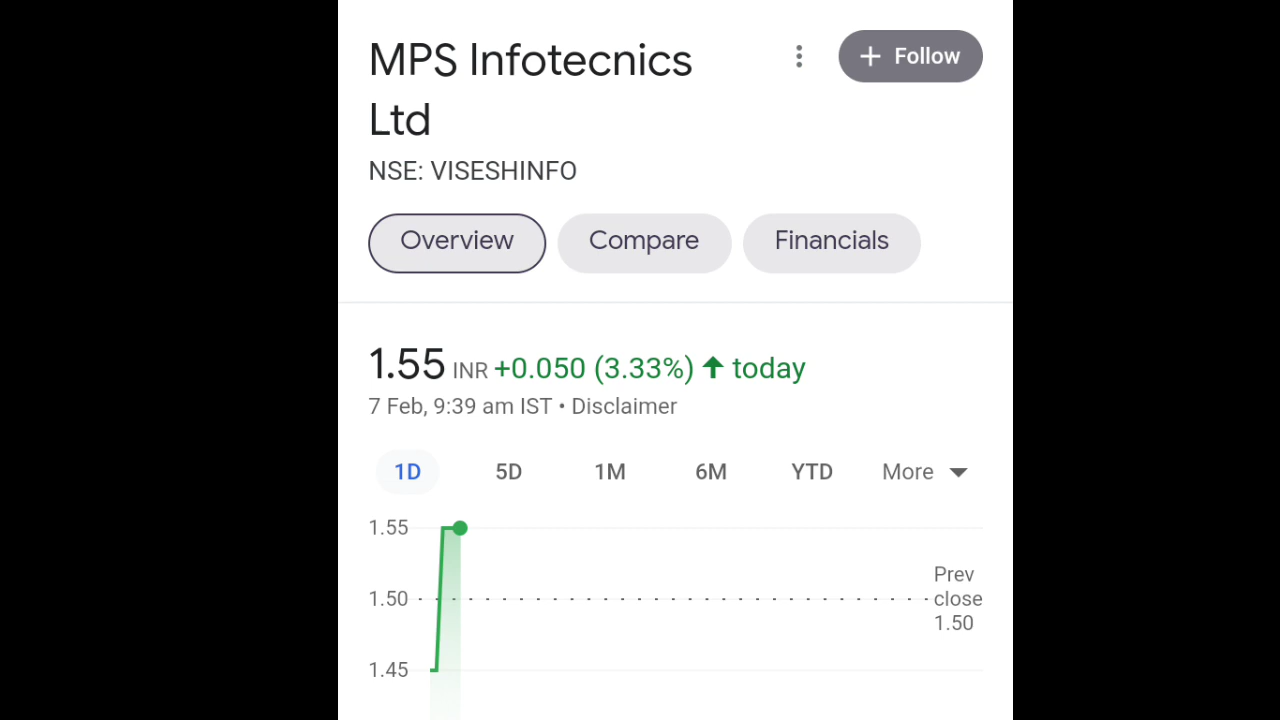 MPS Infotecnics
Ltd
+ Follow
NSE: VISESHINFO
Overview
Compare
Financials
1.55 INR +0.050 (3.33%) ↑ today
7 Feb, 9:39 am IST • Disclaimer
1D 5D 1M 6M YTD More
1.55
1.50
1.45
Prev
close
1.50